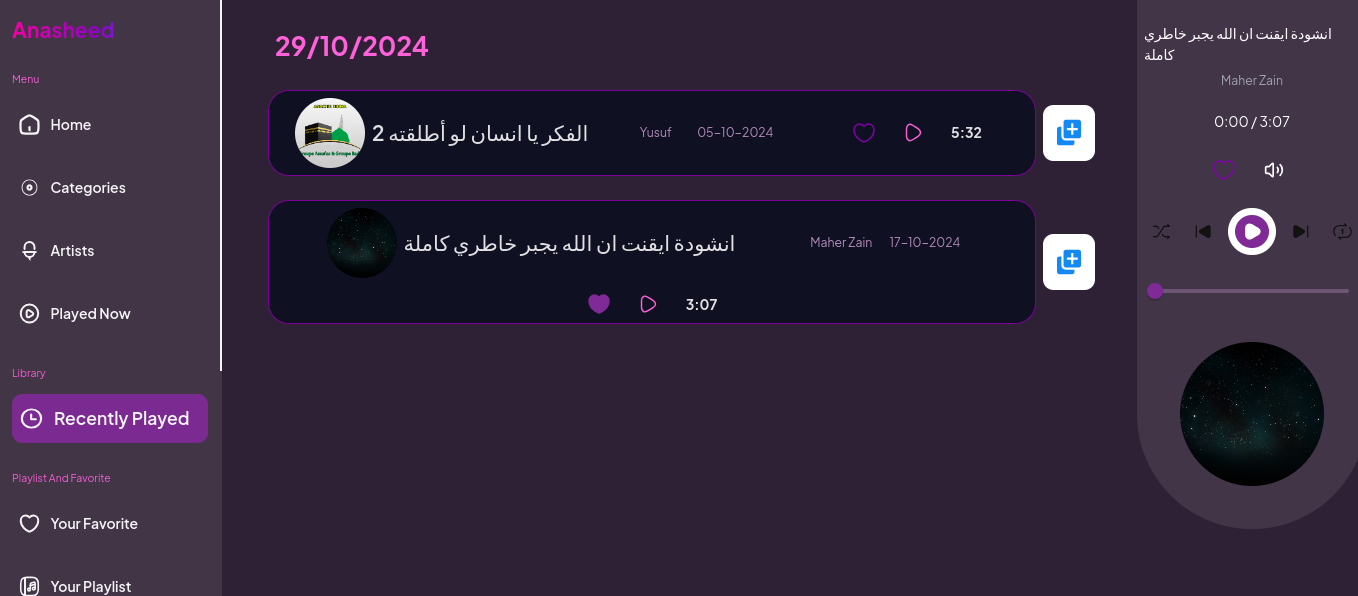 Anasheed
Menu
Home
Categories
Artists
Played Now
Library
Recently Played
Playlist And Favorite
Your Favorite
Your Playlist
29/10/2024
الفكر يا انسان لو أطلقته 2
Yusuf
05-10-2024
5:32
انشودة ايقنت ان الله يجبر خاطري كاملة
Maher Zain
17-10-2024
3:07
انشودة ايقنت ان الله يجبر خاطري
كاملة
Maher Zain
0:00 / 3:07